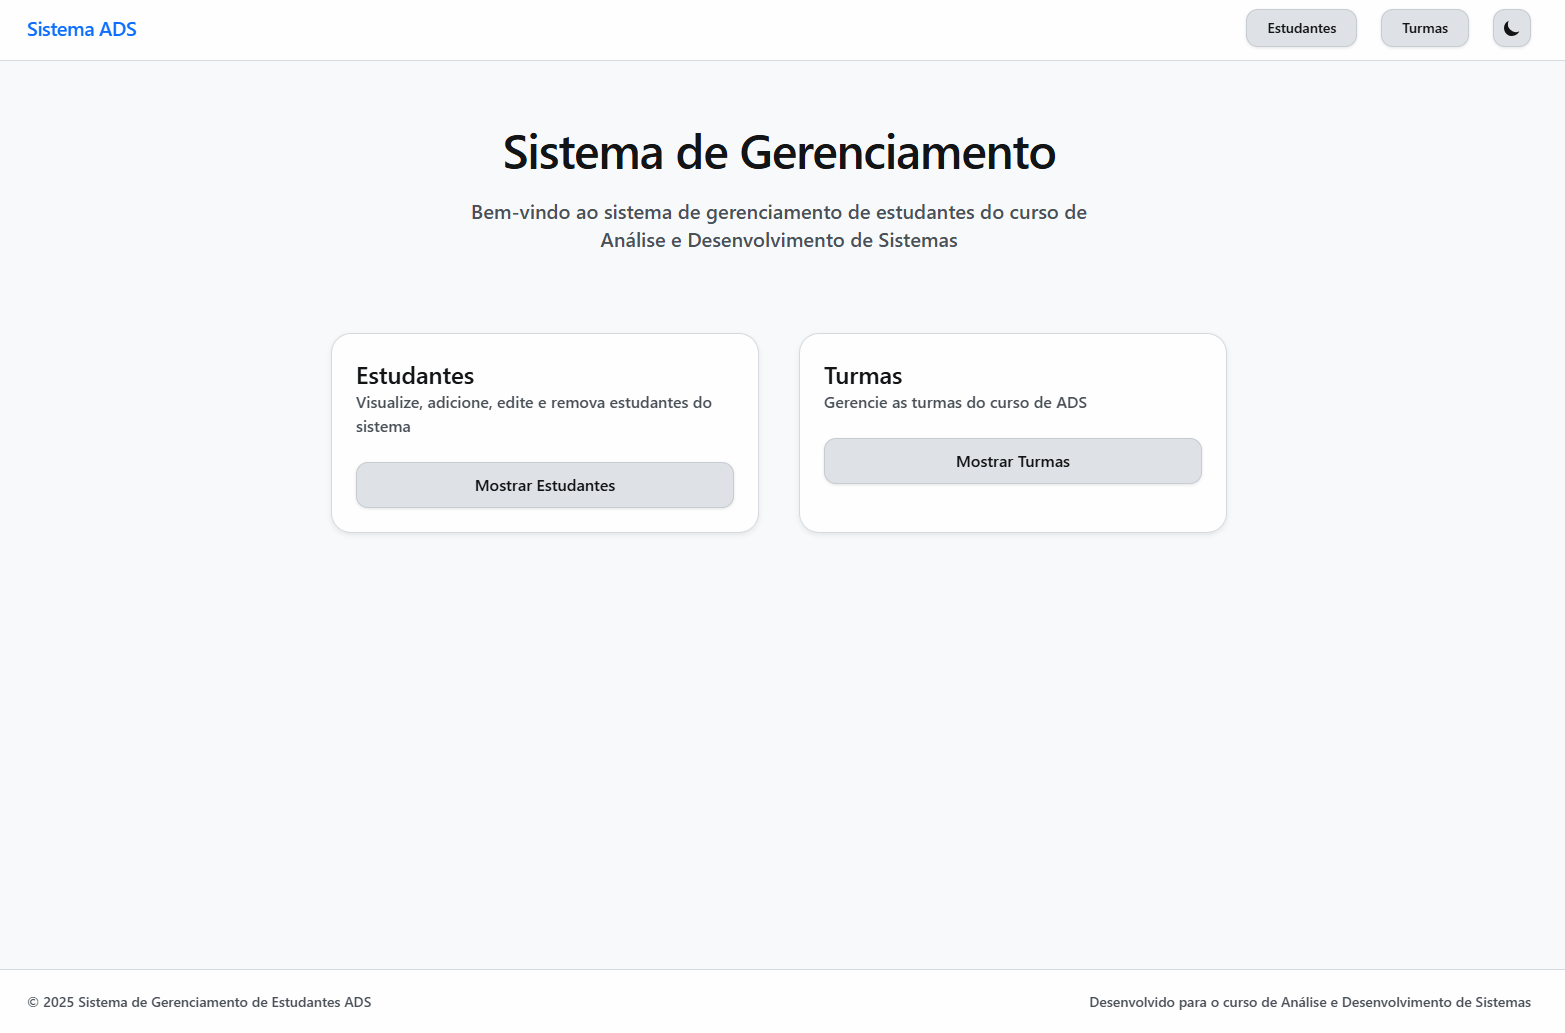 Sistema ADS
Estudantes
Turmas
Sistema de Gerenciamento
Bem-vindo ao sistema de gerenciamento de estudantes do curso de
Análise e Desenvolvimento de Sistemas
Estudantes
Visualize, adicione, edite e remova estudantes do
sistema
Mostrar Estudantes
Turmas
Gerencie as turmas do curso de ADS
Mostrar Turmas
© 2025 Sistema de Gerenciamento de Estudantes ADS
Desenvolvido para o curso de Análise e Desenvolvimento de Sistemas